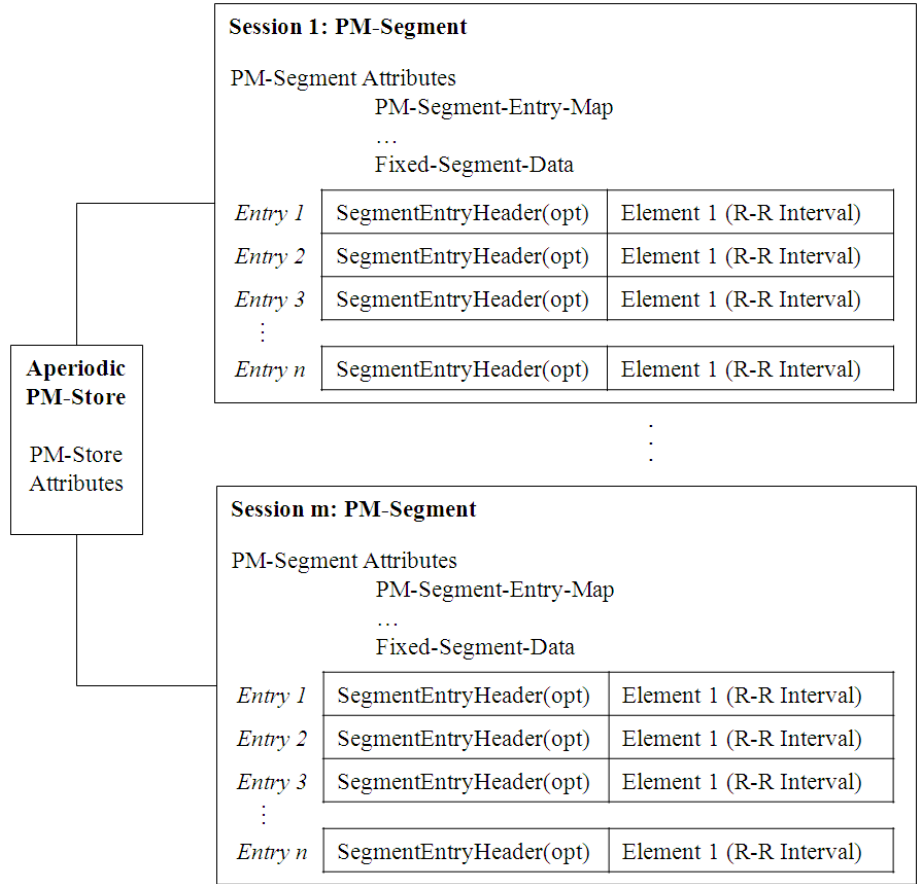 Session 1: PM-Segment
PM-Segment Attributes
PM-Segment-Entry-Map
…
Fixed-Segment-Data
Entry 1 SegmentEntryHeader(opt) Element 1 (R-R Interval)
Entry 2 SegmentEntryHeader(opt) Element 1 (R-R Interval)
Entry 3 SegmentEntryHeader(opt) Element 1 (R-R Interval)
⋮
Entry n SegmentEntryHeader(opt) Element 1 (R-R Interval)
Aperiodic
PM-Store
PM-Store
Attributes
⋮
Session m: PM-Segment
PM-Segment Attributes
PM-Segment-Entry-Map
…
Fixed-Segment-Data
Entry 1 SegmentEntryHeader(opt) Element 1 (R-R Interval)
Entry 2 SegmentEntryHeader(opt) Element 1 (R-R Interval)
Entry 3 SegmentEntryHeader(opt) Element 1 (R-R Interval)
⋮
Entry n SegmentEntryHeader(opt) Element 1 (R-R Interval)